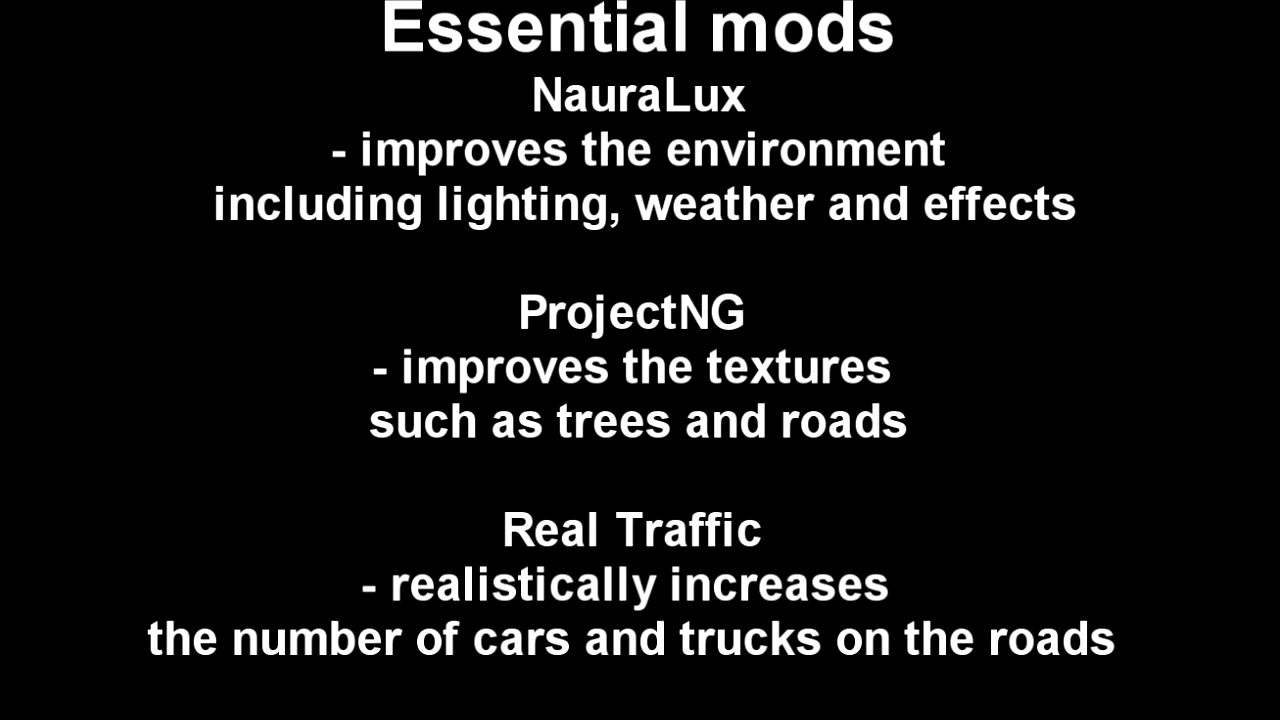 Essential mods
NauraLux
- improves the environment
including lighting, weather and effects
ProjectNG
- improves the textures
such as trees and roads
Real Traffic
- realistically increases
the number of cars and trucks on the roads